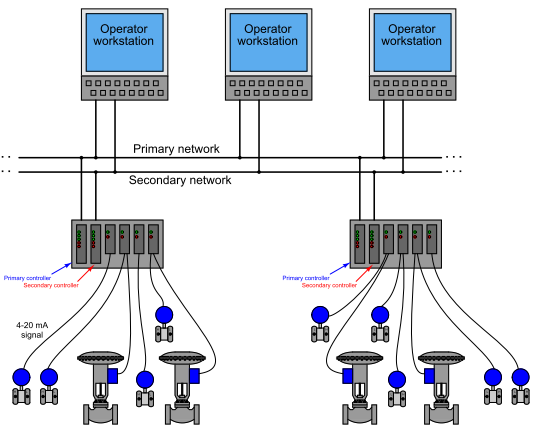 Operator
workstation
Operator
workstation
Operator
workstation
Primary network
Secondary network
Primary controller
Secondary controller
Primary controller
Secondary controller
4-20 mA
signal